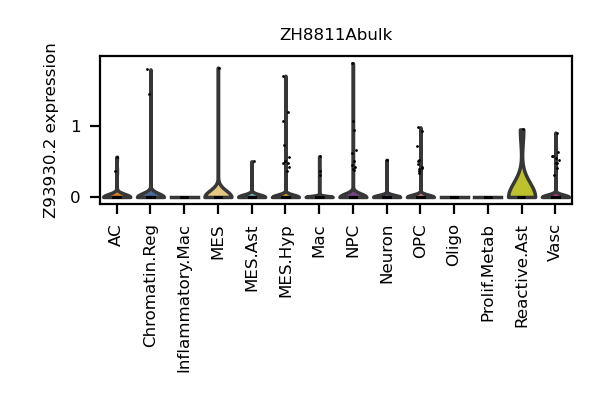 ZH8811Abulk
Z93930.2 expression
1
0
AC
Chromatin.Reg
Inflammatory.Mac
MES
MES.Ast
MES.Hyp
Mac
NPC
Neuron
OPC
Oligo
Prolif.Metab
Reactive.Ast
Vasc